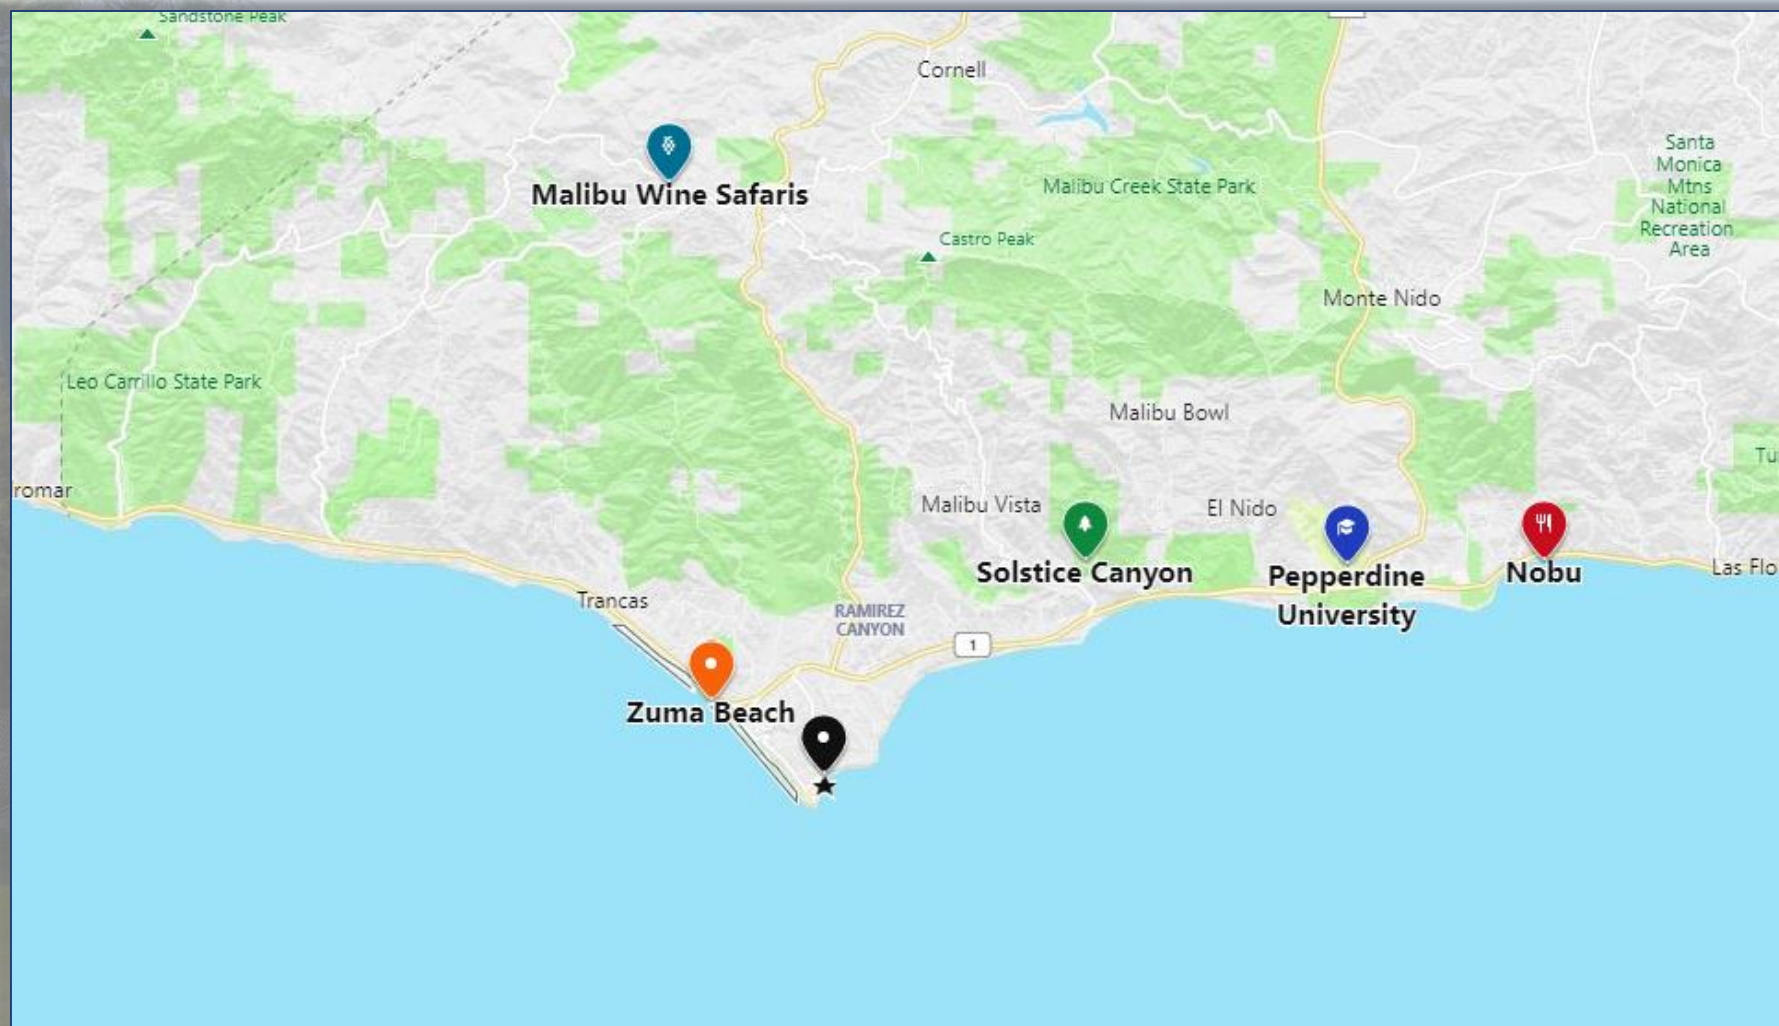 Sandstone Peak
Cornell
Malibu Wine Safaris
Malibu Creek State Park
Santa
Monica
Mtns
National
Recreation
Area
Castro Peak
Monte Nido
Leo Carrillo State Park
Malibu Bowl
Tu
romar
Malibu Vista
El Nido
Solstice Canyon
Pepperdine
University
Nobu
Las Flo
Trancas
RAMIREZ
CANYON
1
Zuma Beach